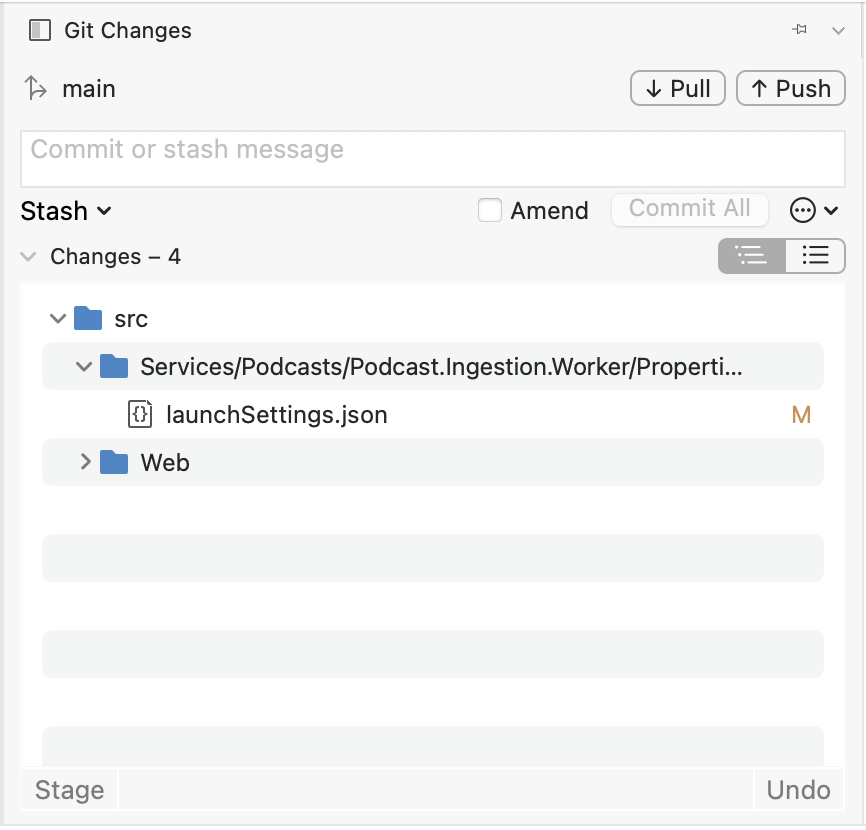 Git Changes
main
Pull
Push
Commit or stash message
Stash
Amend
Commit All
Changes – 4
src
Services/Podcasts/Podcast.Ingestion.Worker/Properti...
{} launchSettings.json M
Web
Stage
Undo